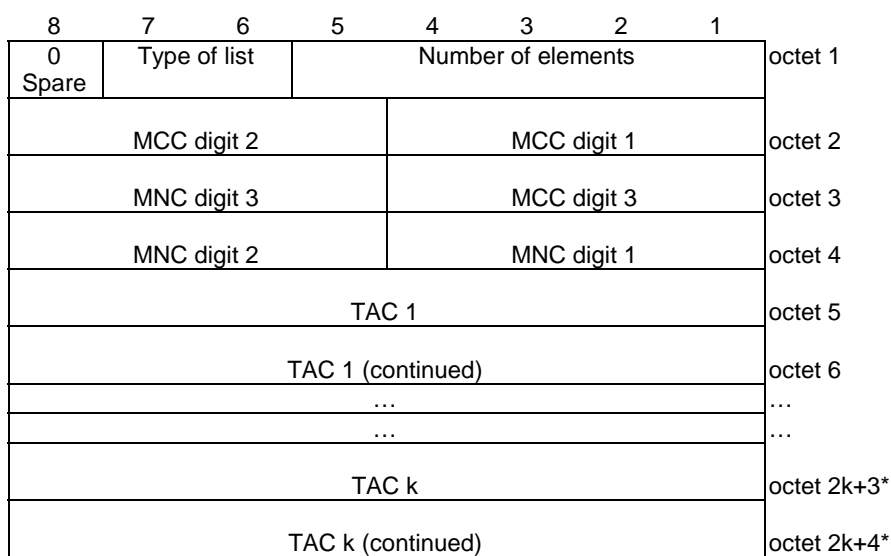 8 7 6 5 4 3 2 1
0 Type of list Number of elements octet 1
Spare
MCC digit 2 MCC digit 1 octet 2
MNC digit 3 MCC digit 3 octet 3
MNC digit 2 MNC digit 1 octet 4
TAC 1 octet 5
TAC 1 (continued) octet 6
… …
… …
TAC k octet 2k+3*
TAC k (continued) octet 2k+4*